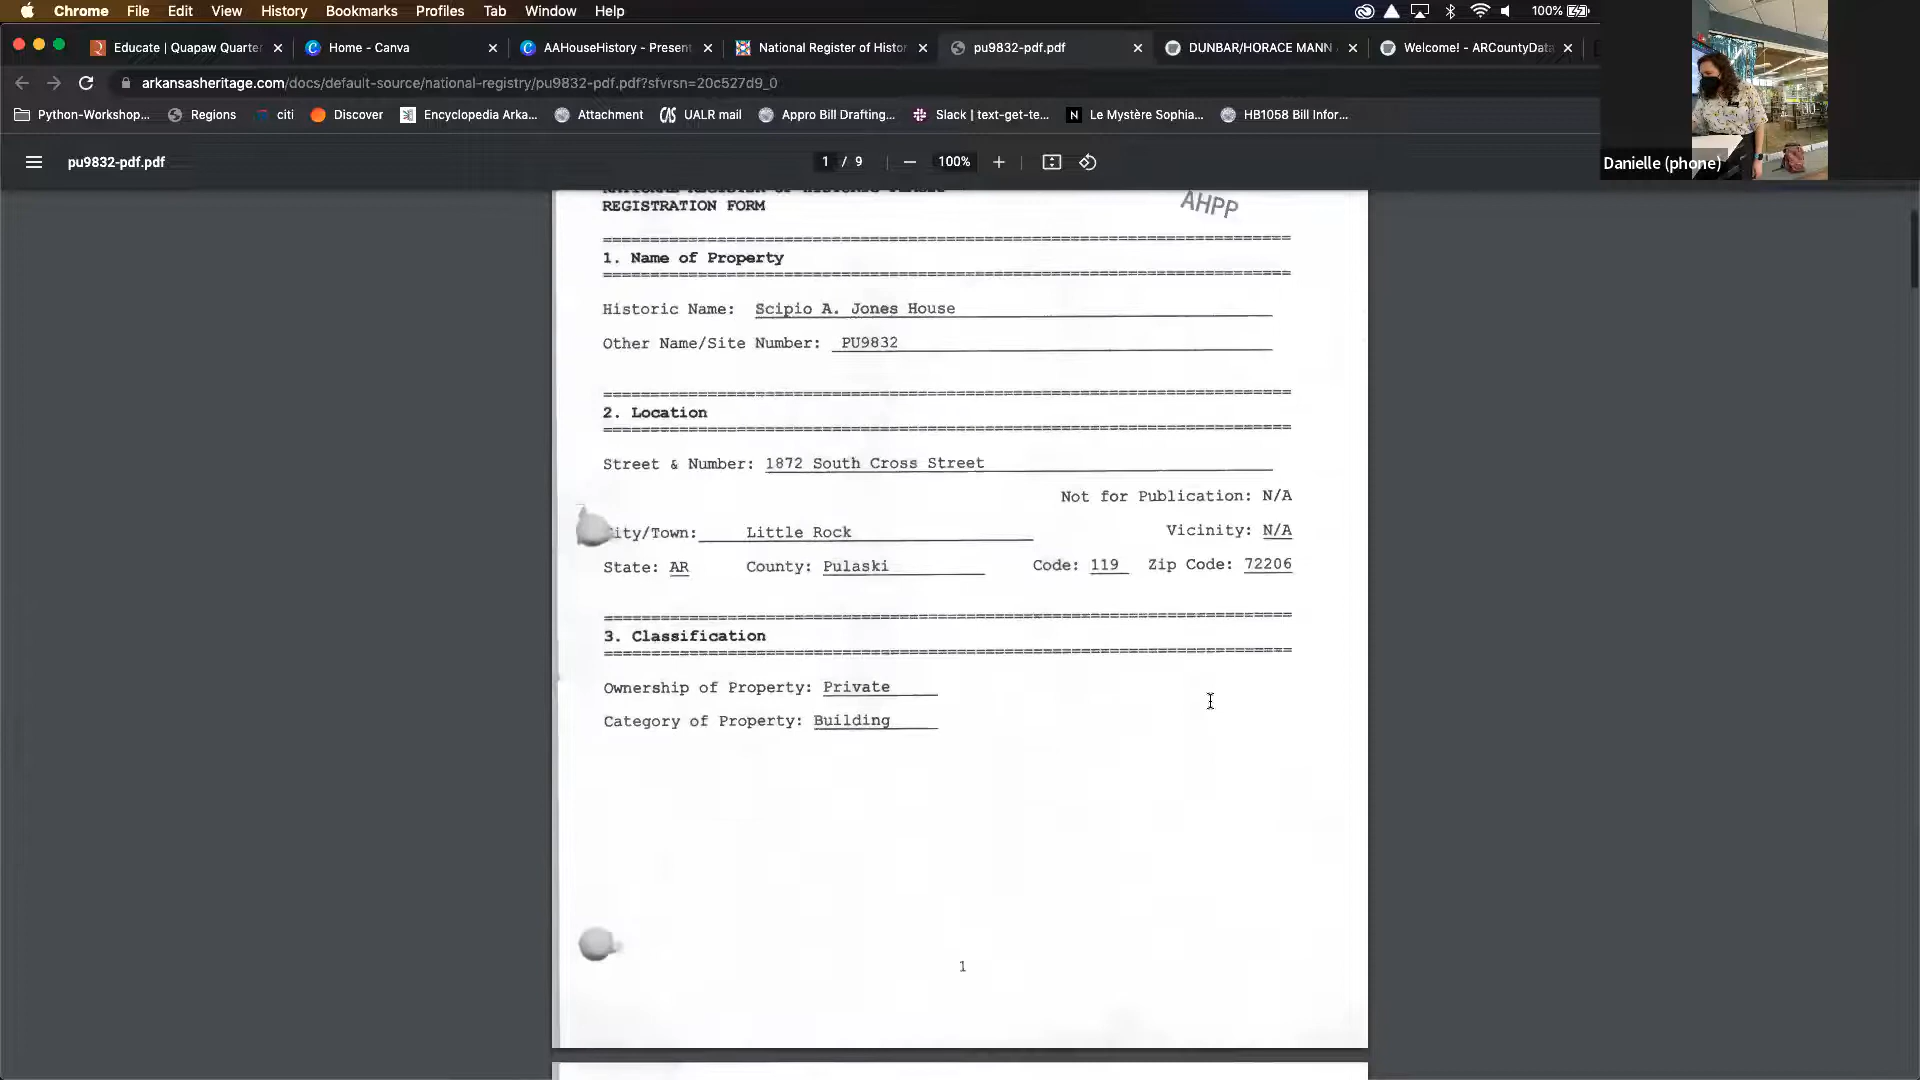 Chrome File Edit View History Bookmarks Profiles Tab Window Help 100%
Educate | Quapaw Quarter
Home - Canva
AAHouseHistory - Present
National Register of Histor
pu9832-pdf.pdf
DUNBAR/HORACE MANN
Welcome! - ARCountyData
arkansasheritage.com/docs/default-source/national-registry/pu9832-pdf.pdf?sfvrsn=20c527d9_0
Python-Workshop... Regions citi Discover Encyclopedia Arka... Attachment UALR mail Appro Bill Drafting... Slack | text-get-te... Le Mystère Sophia... HB1058 Bill Infor...
pu9832-pdf.pdf
1 / 9
100%
Danielle (phone)
NATIONAL REGISTER OF HISTORIC PLACES
REGISTRATION FORM
AHPP
1. Name of Property
Historic Name: Scipio A. Jones House
Other Name/Site Number: PU9832
2. Location
Street & Number: 1872 South Cross Street
Not for Publication: N/A
ity/Town: Little Rock Vicinity: N/A
State: AR County: Pulaski Code: 119 Zip Code: 72206
3. Classification
Ownership of Property: Private
Category of Property: Building
1